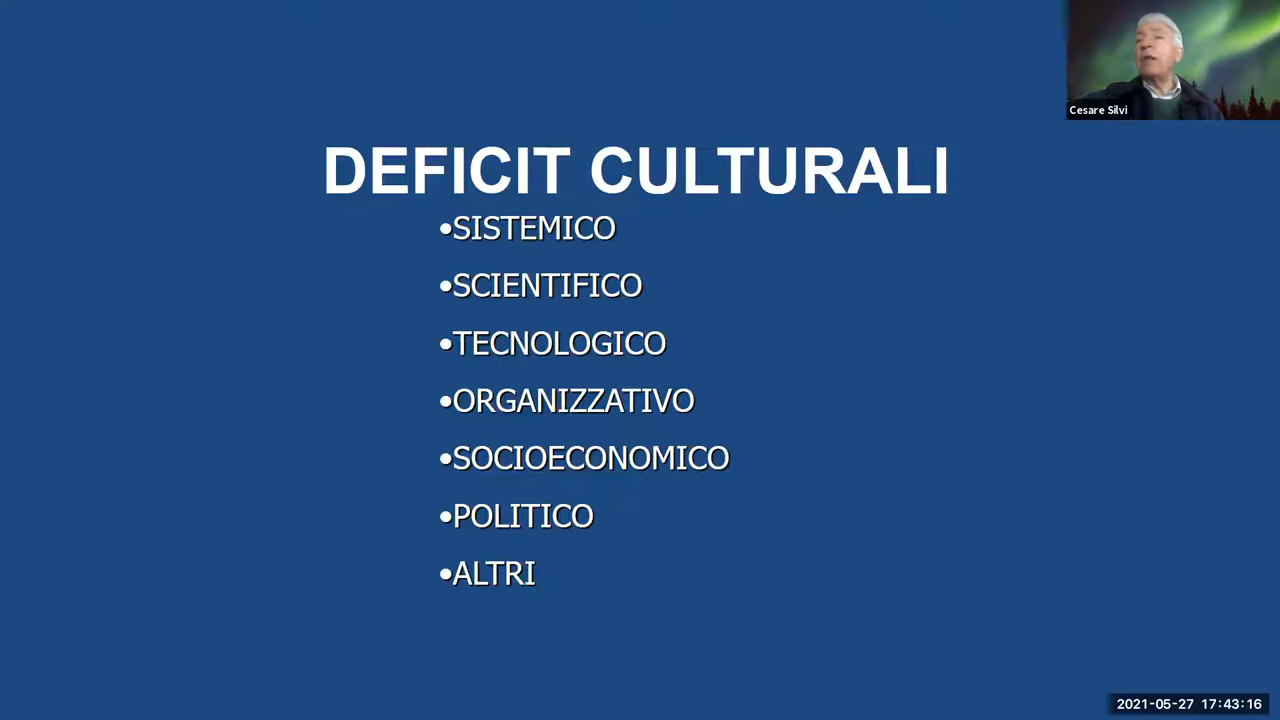 Cesare Silvi
DEFICIT CULTURALI
•SISTEMICO
•SCIENTIFICO
•TECNOLOGICO
•ORGANIZZATIVO
•SOCIOECONOMICO
•POLITICO
•ALTRI
2021-05-27 17:43:16